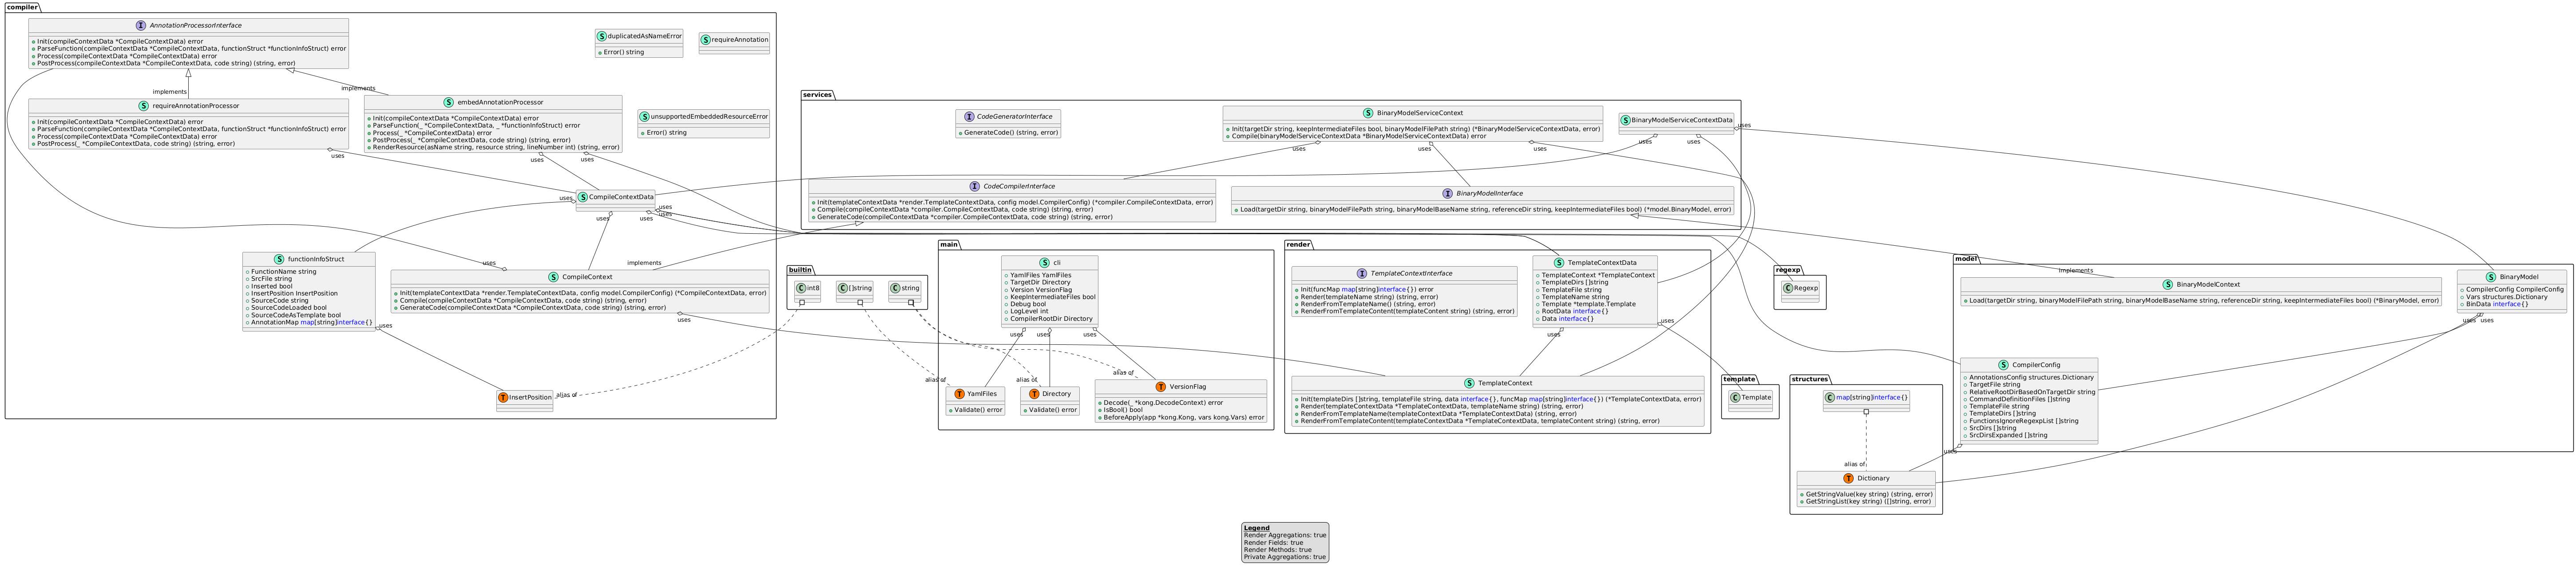 compiler
I AnnotationProcessorInterface
Init(compileContextData *CompileContextData) error
ParseFunction(compileContextData *CompileContextData, functionStruct *functionInfoStruct) error
Process(compileContextData *CompileContextData) error
PostProcess(compileContextData *CompileContextData, code string) (string, error)
S duplicatedAsNameError
Error() string
S requireAnnotation
implements
implements
S requireAnnotationProcessor
Init(compileContextData *CompileContextData) error
ParseFunction(compileContextData *CompileContextData, functionStruct *functionInfoStruct) error
Process(compileContextData *CompileContextData) error
PostProcess(_ *CompileContextData, code string) (string, error)
uses
S embedAnnotationProcessor
Init(compileContextData *CompileContextData) error
ParseFunction(_ *CompileContextData, _ *functionInfoStruct) error
Process(_ *CompileContextData) error
PostProcess(_ *CompileContextData, code string) (string, error)
RenderResource(asName string, resource string, lineNumber int) (string, error)
uses
uses
S unsupportedEmbeddedResourceError
Error() string
S CompileContextData
uses
uses
uses
uses
uses
S functionInfoStruct
FunctionName string
SrcFile string
Inserted bool
InsertPosition InsertPosition
SourceCode string
SourceCodeLoaded bool
SourceCodeAsTemplate bool
AnnotationMap map[string]interface{}
uses
uses
implements
S CompileContext
Init(templateContextData *render.TemplateContextData, config model.CompilerConfig) (*CompileContextData, error)
Compile(compileContextData *CompileContextData, code string) (string, error)
GenerateCode(compileContextData *CompileContextData, code string) (string, error)
uses
T InsertPosition
alias of
services
I CodeGeneratorInterface
GenerateCode() (string, error)
S BinaryModelServiceContext
Init(targetDir string, keepIntermediateFiles bool, binaryModelFilePath string) (*BinaryModelServiceContextData, error)
Compile(binaryModelServiceContextData *BinaryModelServiceContextData) error
uses
uses
uses
S BinaryModelServiceContextData
uses
uses
uses
I CodeCompilerInterface
Init(templateContextData *render.TemplateContextData, config model.CompilerConfig) (*compiler.CompileContextData, error)
Compile(compileContextData *compiler.CompileContextData, code string) (string, error)
GenerateCode(compileContextData *compiler.CompileContextData, code string) (string, error)
I BinaryModelInterface
Load(targetDir string, binaryModelFilePath string, binaryModelBaseName string, referenceDir string, keepIntermediateFiles bool) (*model.BinaryModel, error)
builtin
C int8
C []string
C string
main
S cli
YamlFiles YamlFiles
TargetDir Directory
Version VersionFlag
KeepIntermediateFiles bool
Debug bool
LogLevel int
CompilerRootDir Directory
uses
uses
uses
alias of
alias of
alias of
T YamlFiles
Validate() error
T Directory
Validate() error
T VersionFlag
Decode(_ *kong.DecodeContext) error
IsBool() bool
BeforeApply(app *kong.Kong, vars kong.Vars) error
render
I TemplateContextInterface
Init(funcMap map[string]interface{}) error
Render(templateName string) (string, error)
RenderFromTemplateContent(templateContent string) (string, error)
S TemplateContextData
TemplateContext *TemplateContext
TemplateDirs []string
TemplateFile string
TemplateName string
Template *template.Template
RootData interface{}
Data interface{}
uses
uses
S TemplateContext
Init(templateDirs []string, templateFile string, data interface{}, funcMap map[string]interface{}) (*TemplateContextData, error)
Render(templateContextData *TemplateContextData, templateName string) (string, error)
RenderFromTemplateName(templateContextData *TemplateContextData) (string, error)
RenderFromTemplateContent(templateContextData *TemplateContextData, templateContent string) (string, error)
regexp
C Regexp
template
C Template
structures
C map[string]interface{}
alias of
T Dictionary
GetStringValue(key string) (string, error)
GetStringList(key string) ([]string, error)
model
implements
S BinaryModelContext
Load(targetDir string, binaryModelFilePath string, binaryModelBaseName string, referenceDir string, keepIntermediateFiles bool) (*BinaryModel, error)
S BinaryModel
CompilerConfig CompilerConfig
Vars structures.Dictionary
BinData interface{}
uses
uses
S CompilerConfig
AnnotationsConfig structures.Dictionary
TargetFile string
RelativeRootDirBasedOnTargetDir string
CommandDefinitionFiles []string
TemplateFile string
TemplateDirs []string
FunctionsIgnoreRegexpList []string
SrcDirs []string
SrcDirsExpanded []string
uses
Legend
Render Aggregations: true
Render Fields: true
Render Methods: true
Private Aggregations: true